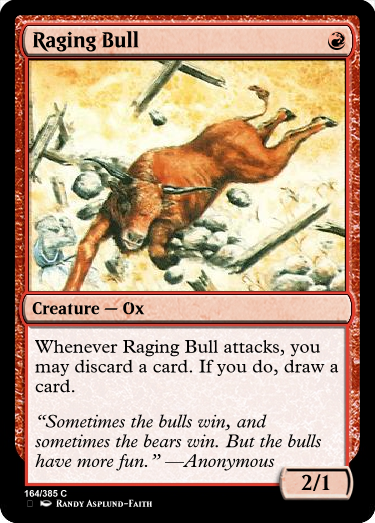 Raging Bull
Creature — Ox
Whenever Raging Bull attacks, you
may discard a card. If you do, draw a
card.
“Sometimes the bulls win, and
sometimes the bears win. But the bulls
have more fun.” —Anonymous
2/1
164/385 C
Randy Asplund-Faith